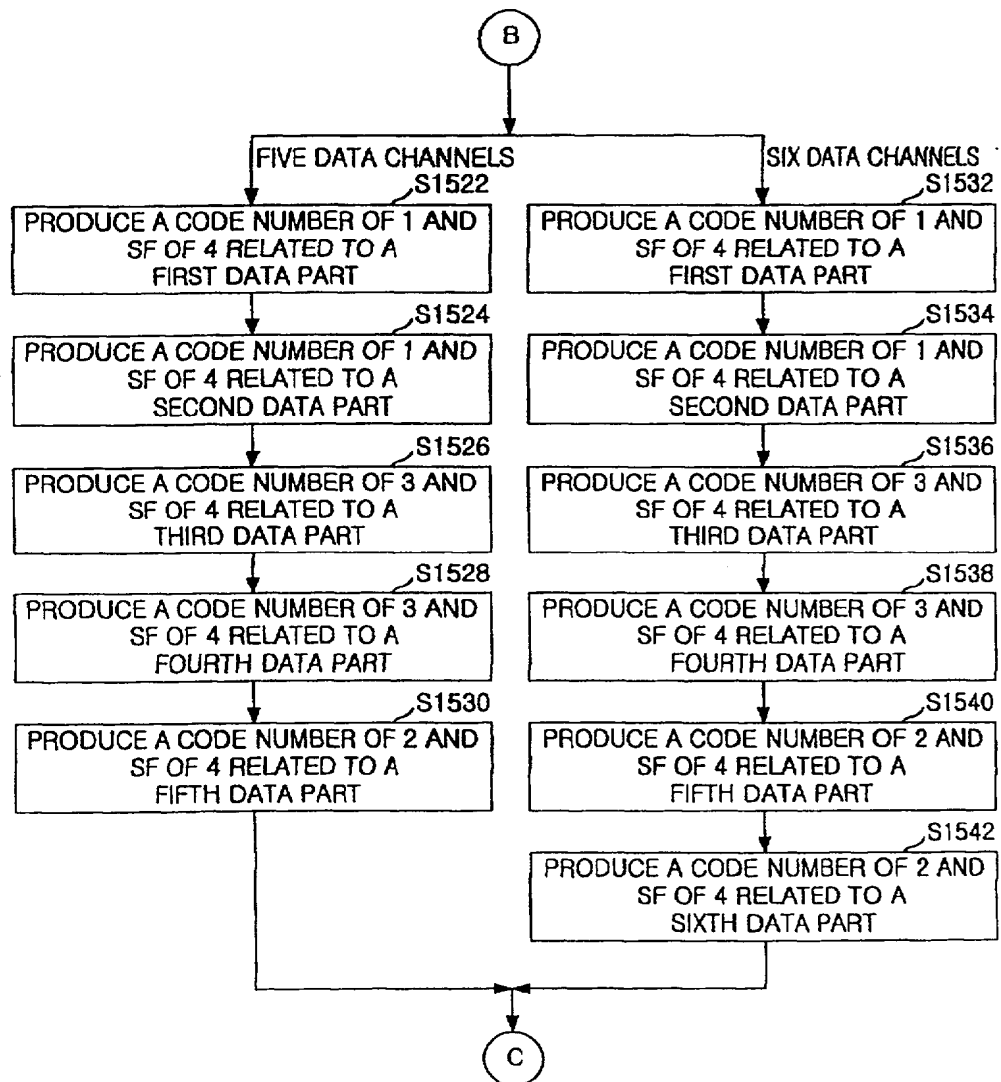 B
FIVE DATA CHANNELS
S1522
PRODUCE A CODE NUMBER OF 1 AND
SF OF 4 RELATED TO A
FIRST DATA PART
S1524
PRODUCE A CODE NUMBER OF 1 AND
SF OF 4 RELATED TO A
SECOND DATA PART
S1526
PRODUCE A CODE NUMBER OF 3 AND
SF OF 4 RELATED TO A
THIRD DATA PART
S1528
PRODUCE A CODE NUMBER OF 3 AND
SF OF 4 RELATED TO A
FOURTH DATA PART
S1530
PRODUCE A CODE NUMBER OF 2 AND
SF OF 4 RELATED TO A
FIFTH DATA PART
SIX DATA CHANNELS
S1532
PRODUCE A CODE NUMBER OF 1 AND
SF OF 4 RELATED TO A
FIRST DATA PART
S1534
PRODUCE A CODE NUMBER OF 1 AND
SF OF 4 RELATED TO A
SECOND DATA PART
S1536
PRODUCE A CODE NUMBER OF 3 AND
SF OF 4 RELATED TO A
THIRD DATA PART
S1538
PRODUCE A CODE NUMBER OF 3 AND
SF OF 4 RELATED TO A
FOURTH DATA PART
S1540
PRODUCE A CODE NUMBER OF 2 AND
SF OF 4 RELATED TO A
FIFTH DATA PART
S1542
PRODUCE A CODE NUMBER OF 2 AND
SF OF 4 RELATED TO A
SIXTH DATA PART
C